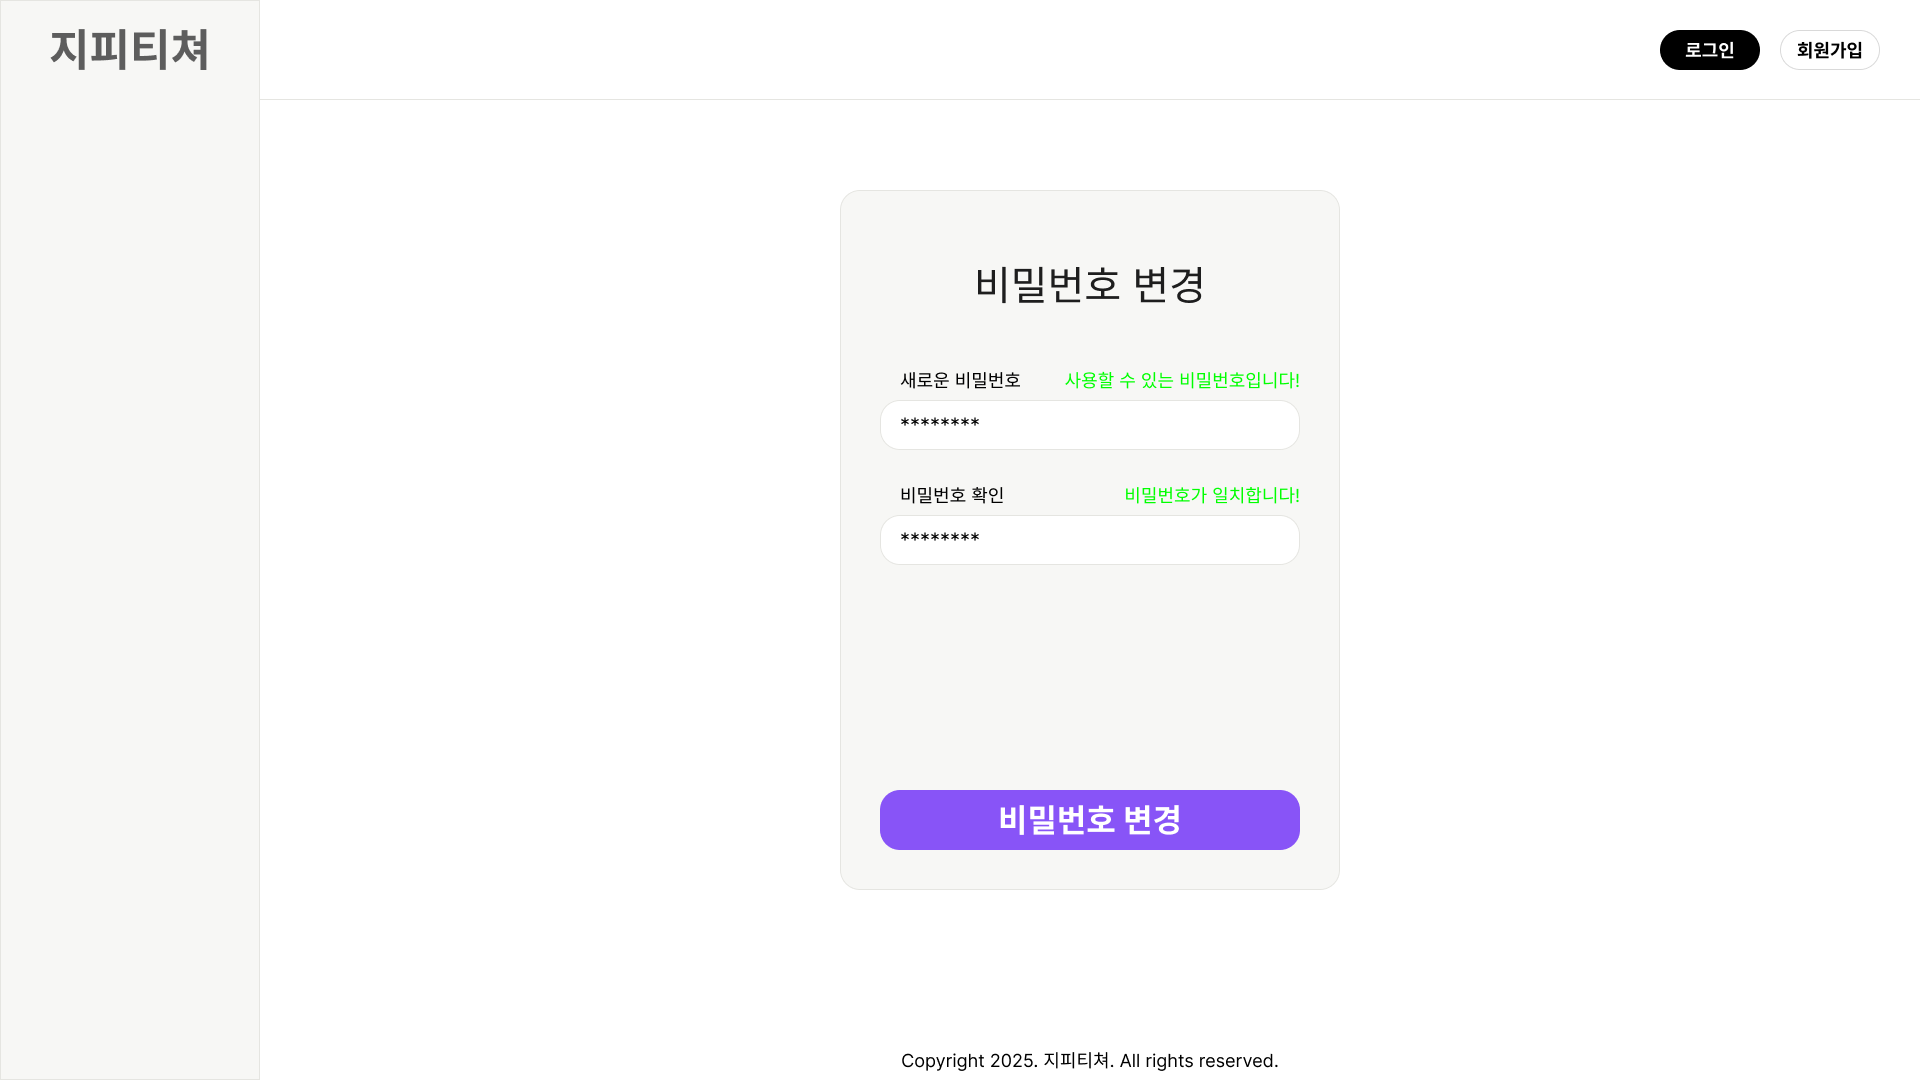 지피티쳐
로그인
회원가입
비밀번호 변경
새로운 비밀번호
사용할 수 있는 비밀번호입니다!
********
비밀번호 확인
비밀번호가 일치합니다!
********
비밀번호 변경
Copyright 2025. 지피티쳐. All rights reserved.